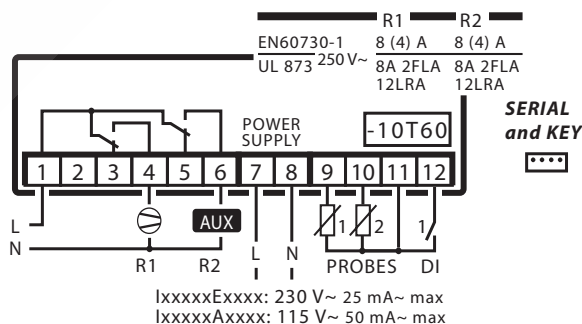 R1 R2
EN60730-1 250 V~ 8 (4) A 8 (4) A
UL 873 8A 2FLA 8A 2FLA
12LRA 12LRA
SERIAL
and KEY
POWER
SUPPLY
-10T60
1 2 3 4 5 6 7 8 9 10 11 12
L
N
AUX
1 2 1
R1 R2 L N PROBES DI
IxxxxxExxxx: 230 V~ 25 mA~ max
IxxxxxAxxxx: 115 V~ 50 mA~ max